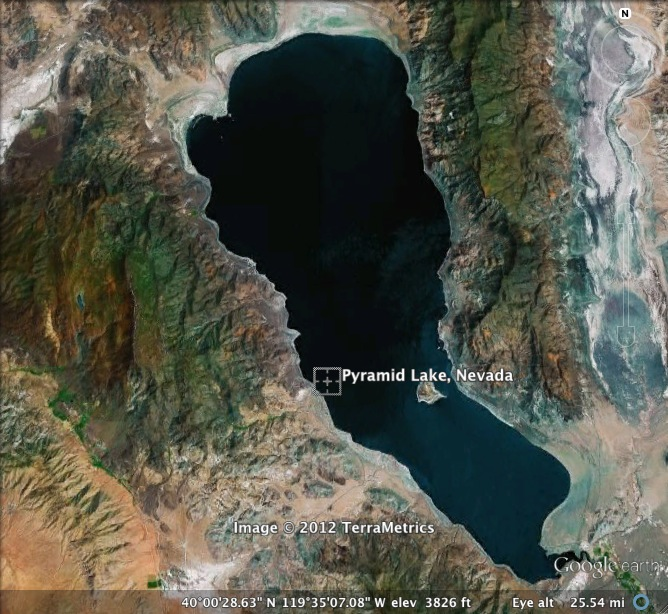 N
Pyramid Lake, Nevada
Image © 2012 TerraMetrics
Google earth
40°00'28.63" N 119°35'07.08" W elev 3826 ft Eye alt 25.54 mi